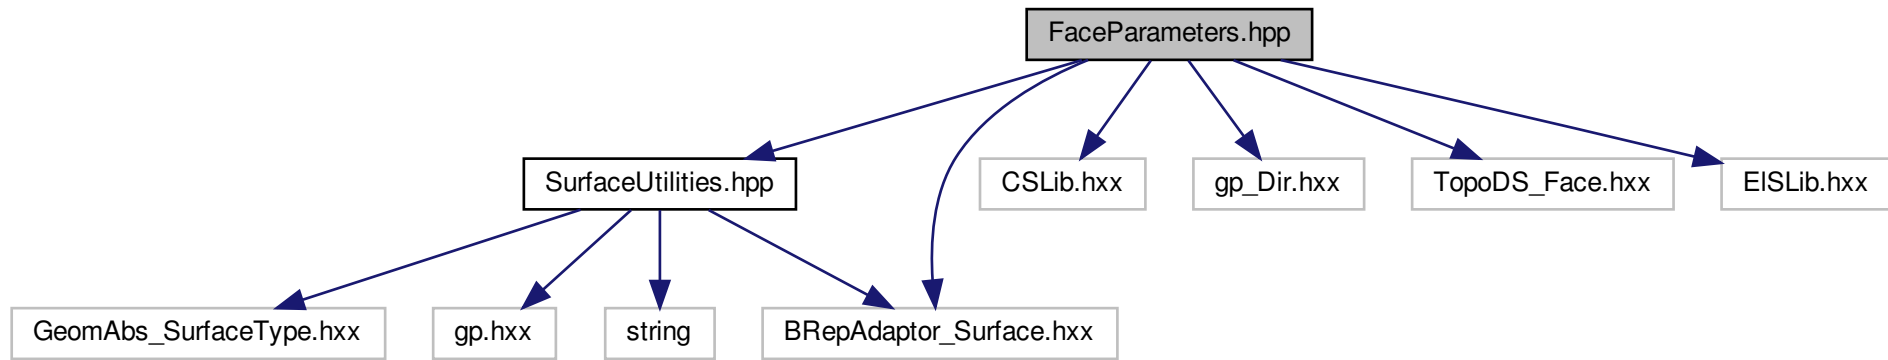 FaceParameters.hpp
SurfaceUtilities.hpp
CSLib.hxx
gp_Dir.hxx
TopoDS_Face.hxx
ElSLib.hxx
GeomAbs_SurfaceType.hxx
gp.hxx
string
BRepAdaptor_Surface.hxx